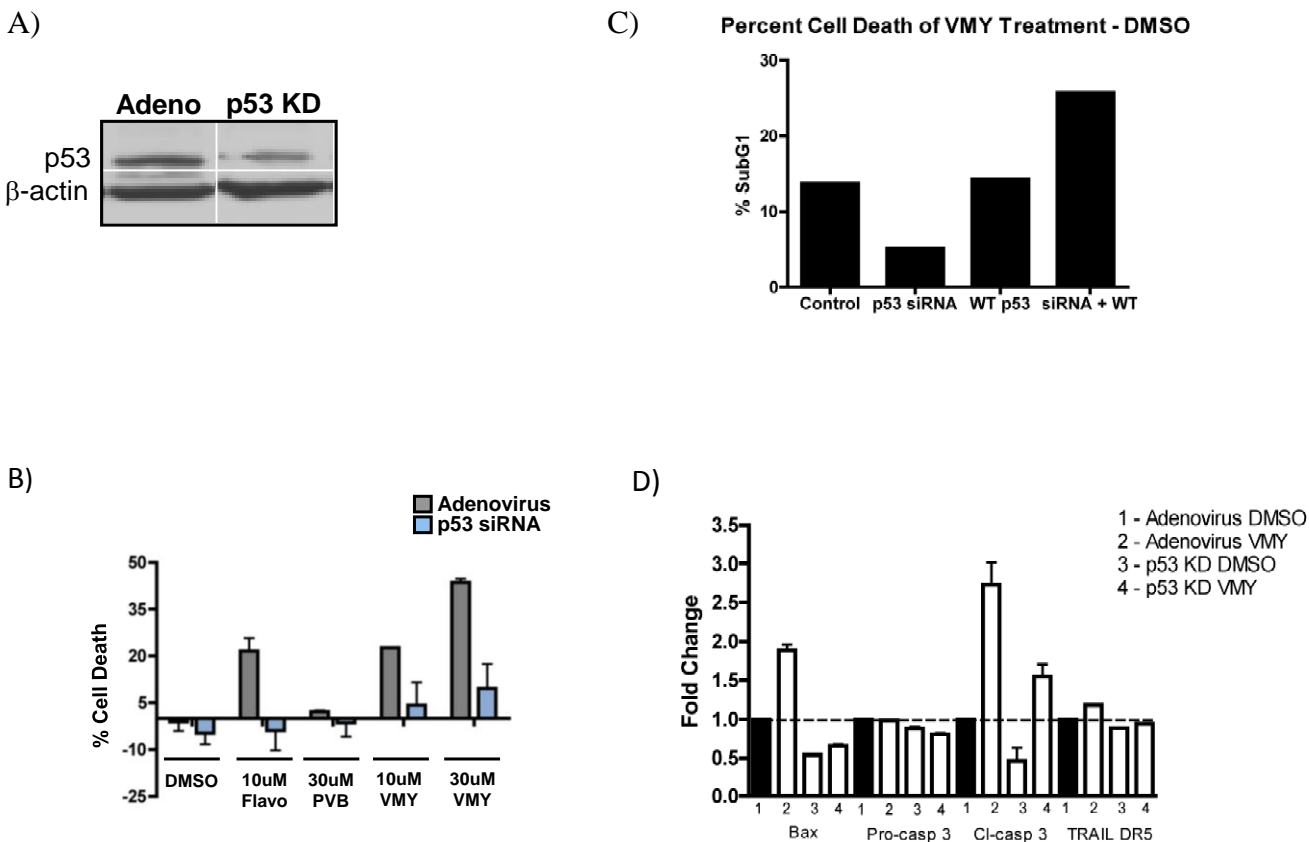 A)
Adeno p53 KD
p53
β-actin
C)
Percent Cell Death of VMY Treatment - DMSO
% SubG1
30
20
10
0
Control p53 siRNA WT p53 siRNA + WT
B)
Adenovirus
p53 siRNA
% Cell Death
50
35
20
5
-10
-25
DMSO 10uM Flavo 30uM PVB 10uM VMY 30uM VMY
D)
1 - Adenovirus DMSO
2 - Adenovirus VMY
3 - p53 KD DMSO
4 - p53 KD VMY
Fold Change
3.5
3.0
2.5
2.0
1.5
1.0
0.5
0.0
1 2 3 4 1 2 3 4 1 2 3 4 1 2 3 4
Bax Pro-casp 3 Cl-casp 3 TRAIL DR5